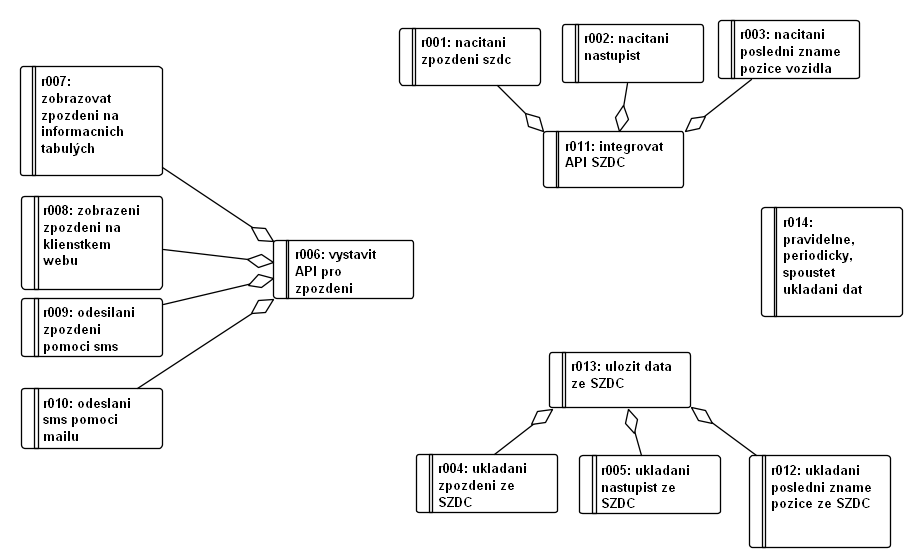 r001: nacitani
zpozdeni szdc
r002: nacitani
nastupist
r003: nacitani
posledni zname
pozice vozidla
r007:
zobrazovat
zpozdeni na
informacnich
tabulých
r011: integrovat
API SZDC
r008: zobrazeni
zpozdeni na
klienstkem
webu
r006: vystavit
API pro
zpozdeni
r014:
pravidelne,
periodicky,
spoustet
ukladani dat
r009: odesilani
zpozdeni
pomoci sms
r013: ulozit data
ze SZDC
r010: odeslani
sms pomoci
mailu
r004: ukladani
zpozdeni ze
SZDC
r005: ukladani
nastupist ze
SZDC
r012: ukladani
posledni zname
pozice ze SZDC